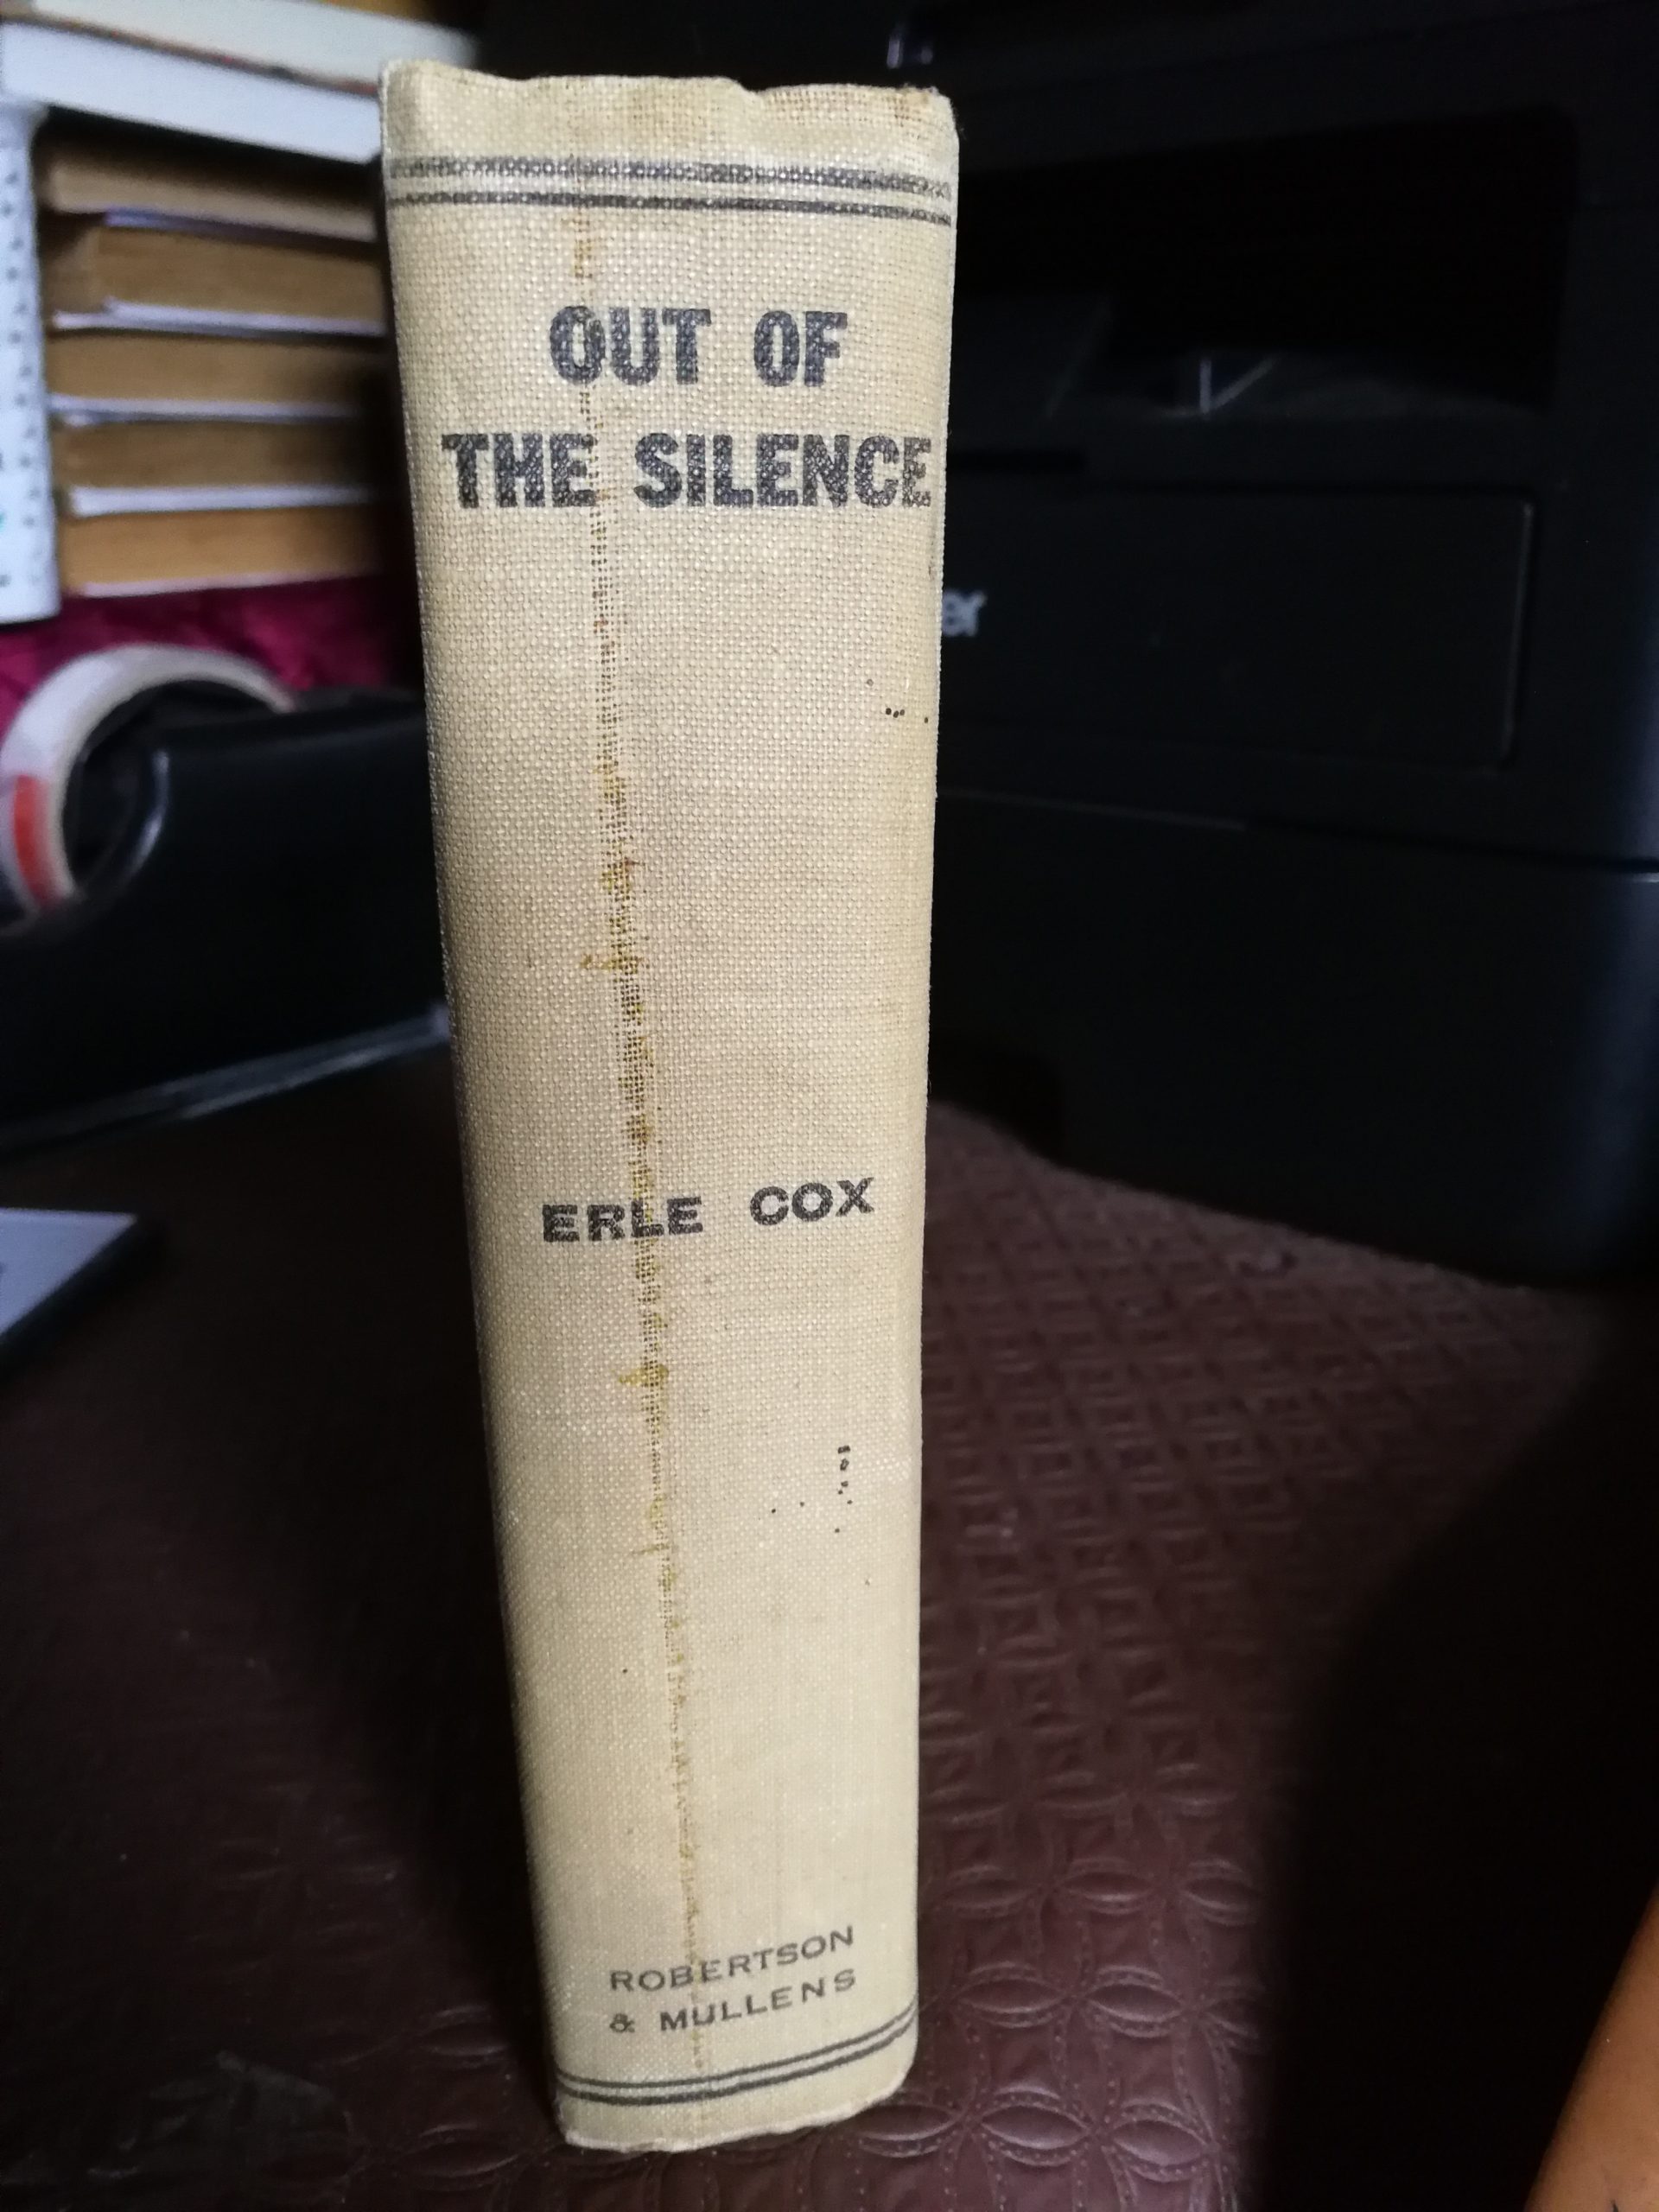 OUT OF
THE SILENCE
ERLE COX
ROBERTSON
& MULLENS